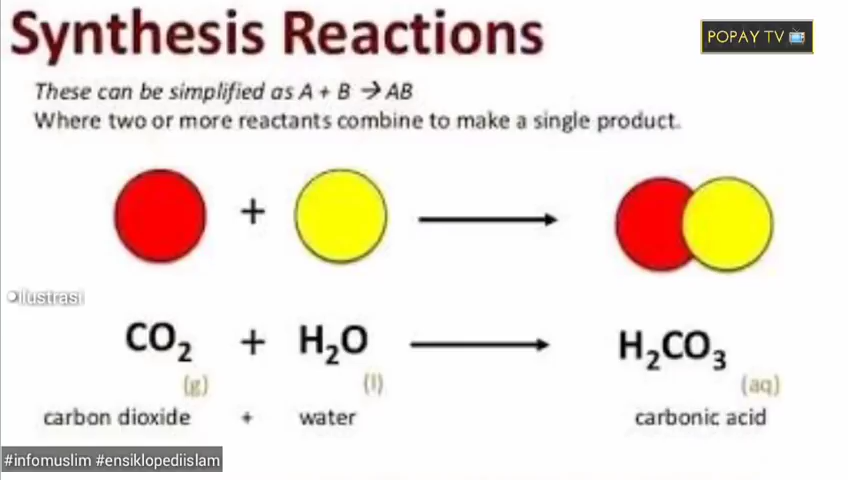 Synthesis Reactions
POPAY TV
These can be simplified as A + B → AB
Where two or more reactants combine to make a single product.
+
Ilustrasi
CO₂ + H₂O → H₂CO₃
(g) (l) (aq)
carbon dioxide + water carbonic acid
#infomuslim #ensiklopediislam